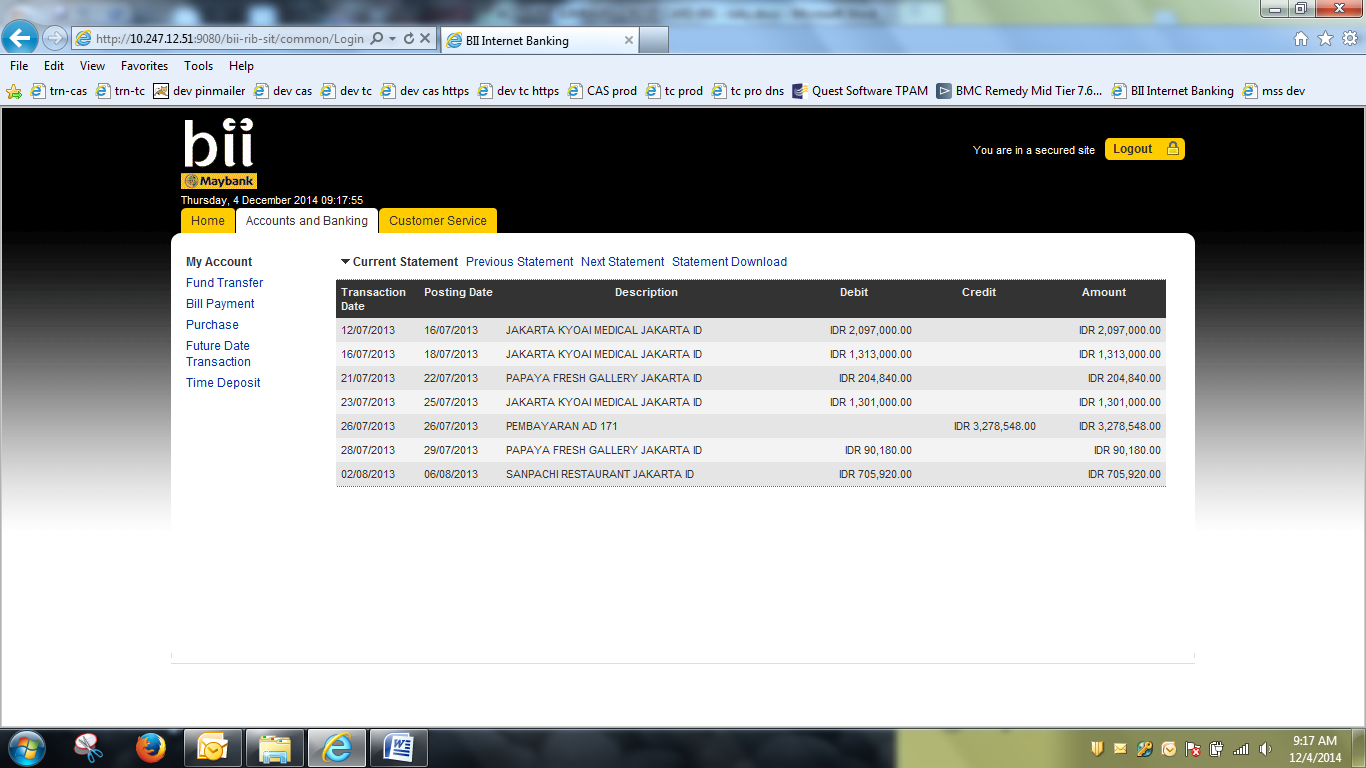 http://10.247.12.51:9080/bii-rib-sit/common/Login
BII Internet Banking
File Edit View Favorites Tools Help
trn-cas trn-tc dev pinmailer dev cas dev tc dev cas https dev tc https CAS prod tc prod tc pro dns Quest Software TPAM BMC Remedy Mid Tier 7.6... BII Internet Banking mss dev
bii
Maybank
You are in a secured site Logout
Thursday, 4 December 2014 09:17:55
Home Accounts and Banking Customer Service
My Account
Fund Transfer
Bill Payment
Purchase
Future Date
Transaction
Time Deposit
Current Statement Previous Statement Next Statement Statement Download
Transaction Date Posting Date Description Debit Credit Amount
12/07/2013 16/07/2013 JAKARTA KYOAI MEDICAL JAKARTA ID IDR 2,097,000.00 IDR 2,097,000.00
16/07/2013 18/07/2013 JAKARTA KYOAI MEDICAL JAKARTA ID IDR 1,313,000.00 IDR 1,313,000.00
21/07/2013 22/07/2013 PAPAYA FRESH GALLERY JAKARTA ID IDR 204,840.00 IDR 204,840.00
23/07/2013 25/07/2013 JAKARTA KYOAI MEDICAL JAKARTA ID IDR 1,301,000.00 IDR 1,301,000.00
26/07/2013 26/07/2013 PEMBAYARAN AD 171 IDR 3,278,548.00 IDR 3,278,548.00
28/07/2013 29/07/2013 PAPAYA FRESH GALLERY JAKARTA ID IDR 90,180.00 IDR 90,180.00
02/08/2013 06/08/2013 SANPACHI RESTAURANT JAKARTA ID IDR 705,920.00 IDR 705,920.00
9:17 AM
12/4/2014